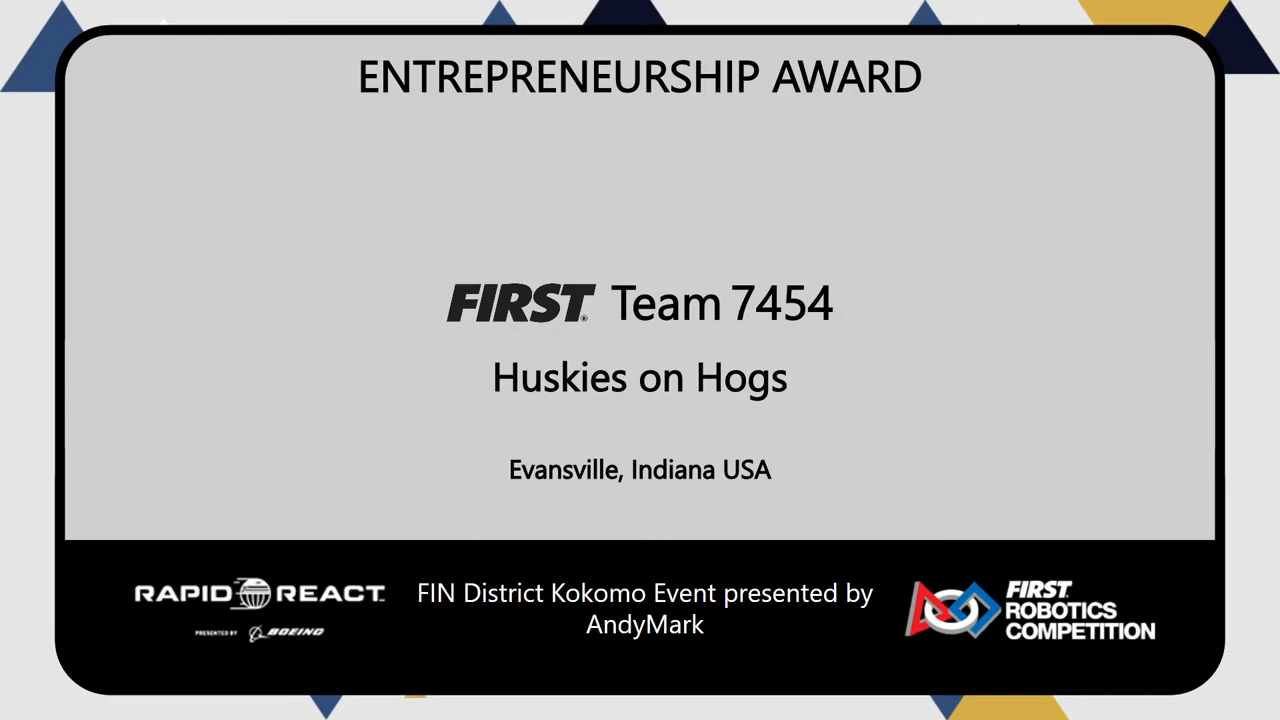 ENTREPRENEURSHIP AWARD
FIRST® Team 7454
Huskies on Hogs
Evansville, Indiana USA
RAPID REACT
PRESENTED BY BOEING
FIN District Kokomo Event presented by
AndyMark
FIRST
ROBOTICS
COMPETITION